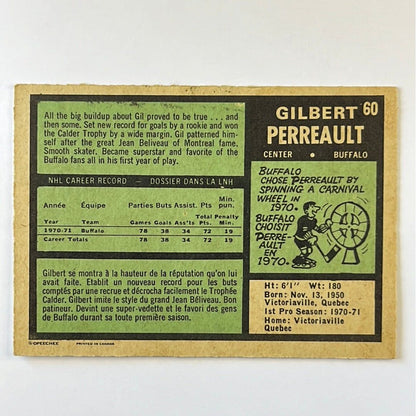 All the big buildup about Gil proved to be true . . . and
then some. Set new record for goals by a rookie and won
the Calder Trophy by a wide margin. Gil patterned him-
self after the great Jean Beliveau of Montreal fame.
Smooth skater. Became superstar and favorite of the
Buffalo fans all in his first year of play.
NHL CAREER RECORD - DOSSIER DANS LA LNH
Min.
Année Équipe Parties Buts Assist. Pts. pun.
Total Penalty
Year Team Games Goals Ass'ts Pts. Min.
1970-71 Buffalo 78 38 34 72 19
Career Totals 78 38 34 72 19
Gilbert se montra à la hauteur de la réputation qu'on lui
avait faite. Etablit un nouveau record pour les buts
comptés par une recrue et décrocha facilement le Trophée
Calder. Gilbert imite le style du grand Jean Béliveau. Bon
patineur. Devint une super-vedette et le favori des gens
de Buffalo durant sa toute première saison.
© OPEECHEE PRINTED IN CANADA
60
GILBERT
PERREAULT
CENTER • BUFFALO
BUFFALO
CHOSE PERREAULT BY
SPINNING A CARNIVAL
WHEEL IN
1970.
BUFFALO
CHOISIT
PERRE-
AULT
EN
1970.
Ht: 6'1" Wt: 180
Born: Nov. 13, 1950
Victoriaville, Quebec
1st Pro Season: 1970-71
Home: Victoriaville
Quebec